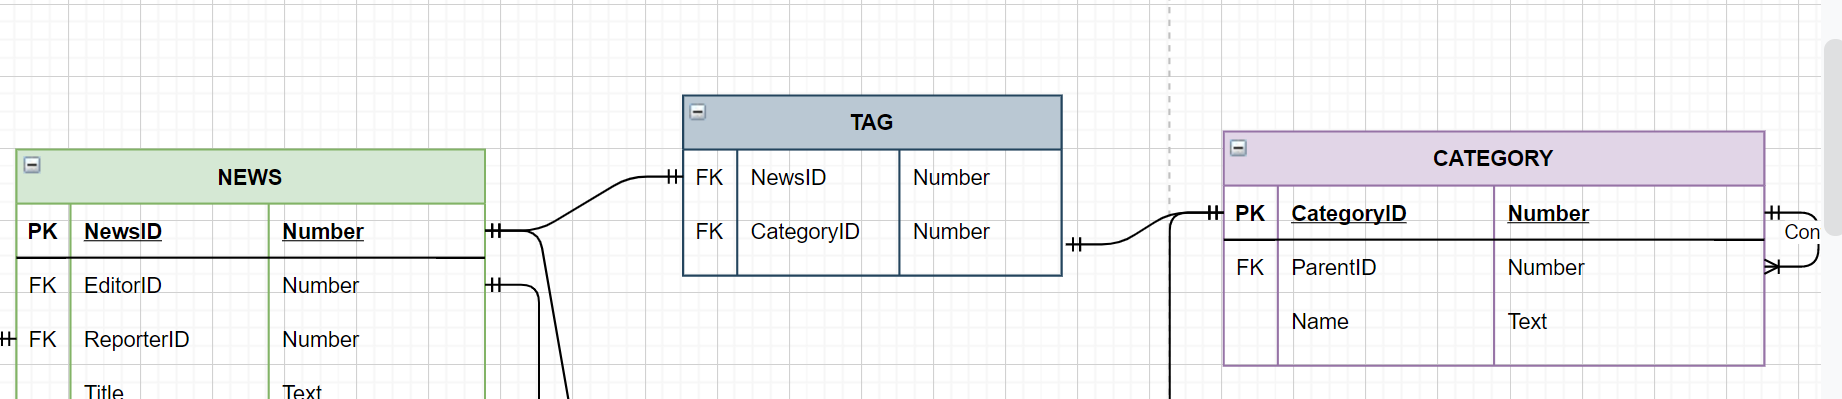 NEWS
PK NewsID Number
FK EditorID Number
FK ReporterID Number
Title Text
TAG
FK NewsID Number
FK CategoryID Number
CATEGORY
PK CategoryID Number
FK ParentID Number
Name Text
Con